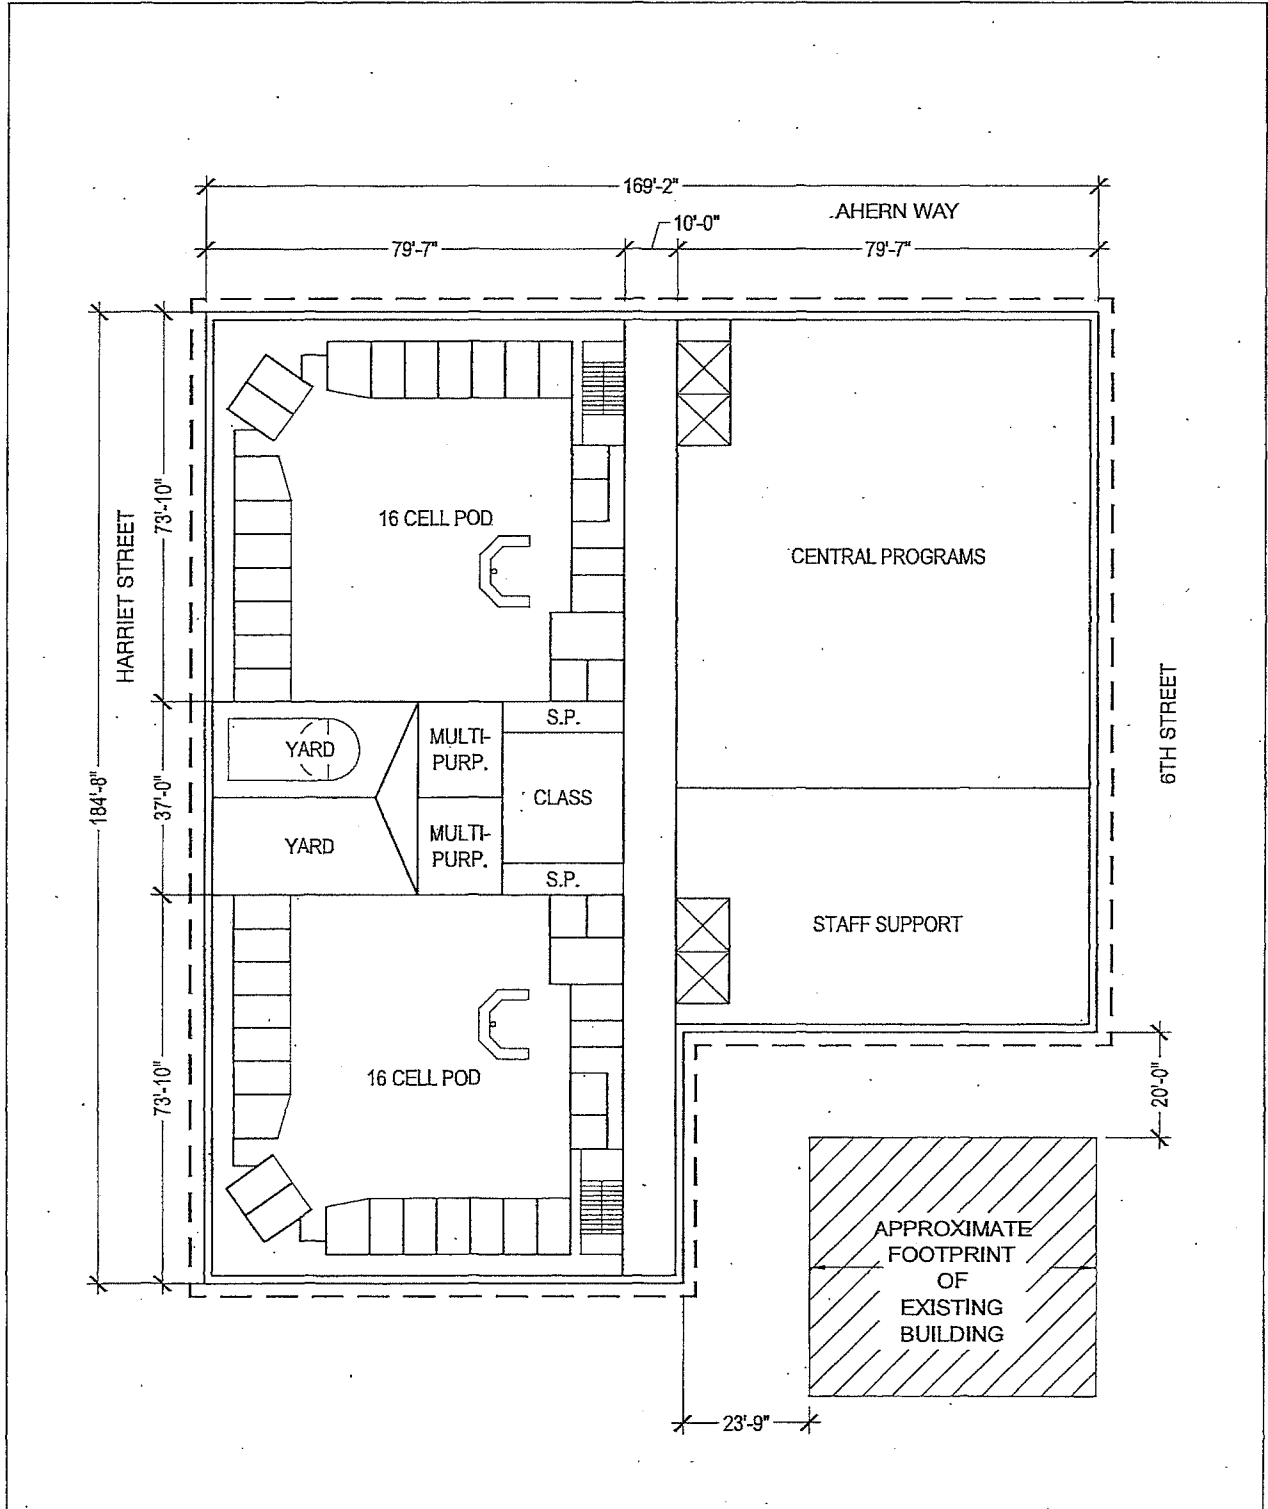 169'-2"
AHERN WAY
10'-0"
79'-7"
79'-7"
HARRIET STREET
73'-10"
16 CELL POD
CENTRAL PROGRAMS
6TH STREET
184'-8"
37'-0"
S.P.
YARD
MULTI-
PURP.
CLASS
YARD
MULTI-
PURP.
S.P.
STAFF SUPPORT
73'-10"
16 CELL POD
20'-0"
APPROXIMATE
FOOTPRINT
OF
EXISTING
BUILDING
23'-9"